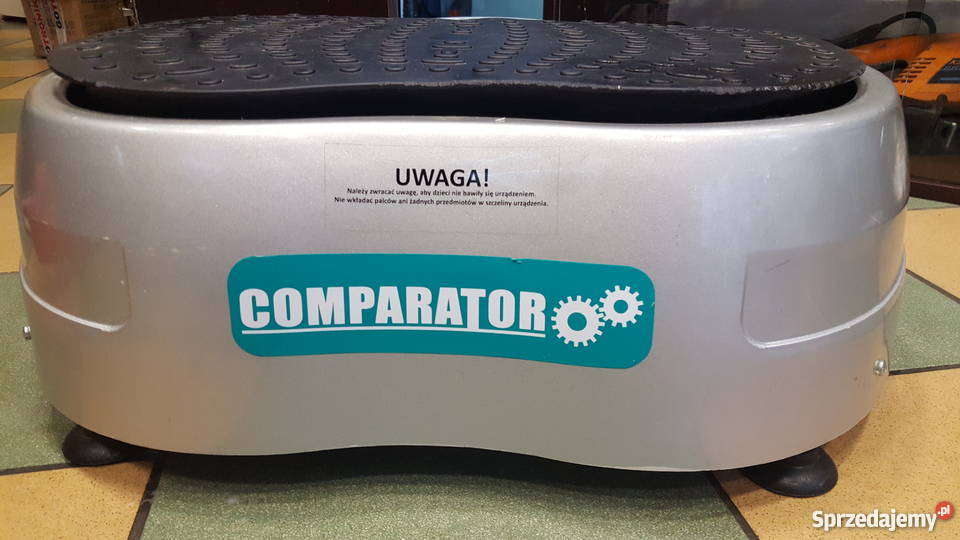 UWAGA!
Należy zwracać uwagę, aby dzieci nie bawiły się urządzeniem.
Nie wkładać palców ani żadnych przedmiotów w szczeliny urządzenia.
COMPARATOR
Sprzedajemy.pl